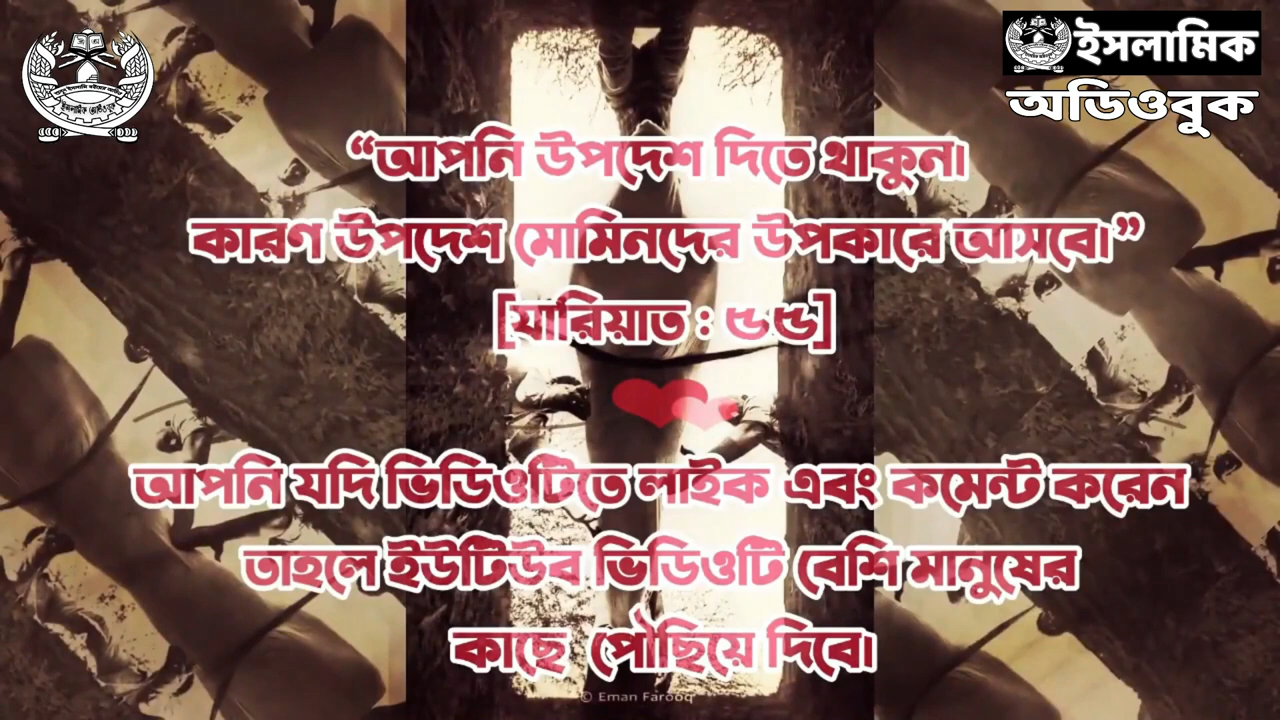 ইসলামিক
অডিওবুক
“আপনি উপদেশ দিতে থাকুন।
কারণ উপদেশ মোমিনদের উপকারে আসবে।”
[যারিয়াত : ৫৫]
আপনি যদি ভিডিওটিতে লাইক এবং কমেন্ট করেন
তাহলে ইউটিউব ভিডিওটি বেশি মানুষের
কাছে পৌছিয়ে দিবে।
© Eman Farooq